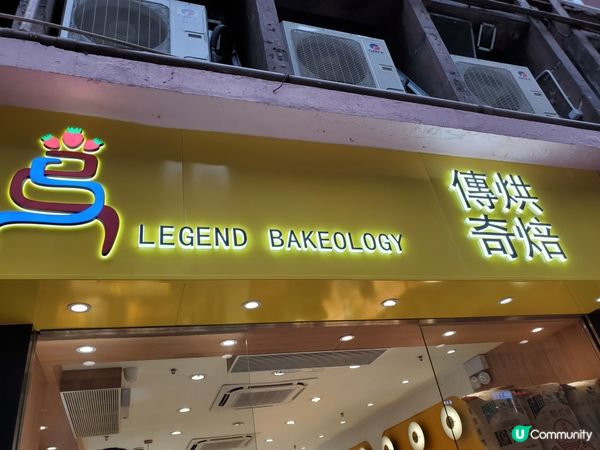 LEGEND BAKEOLOGY
傳烘
奇焙
U Community